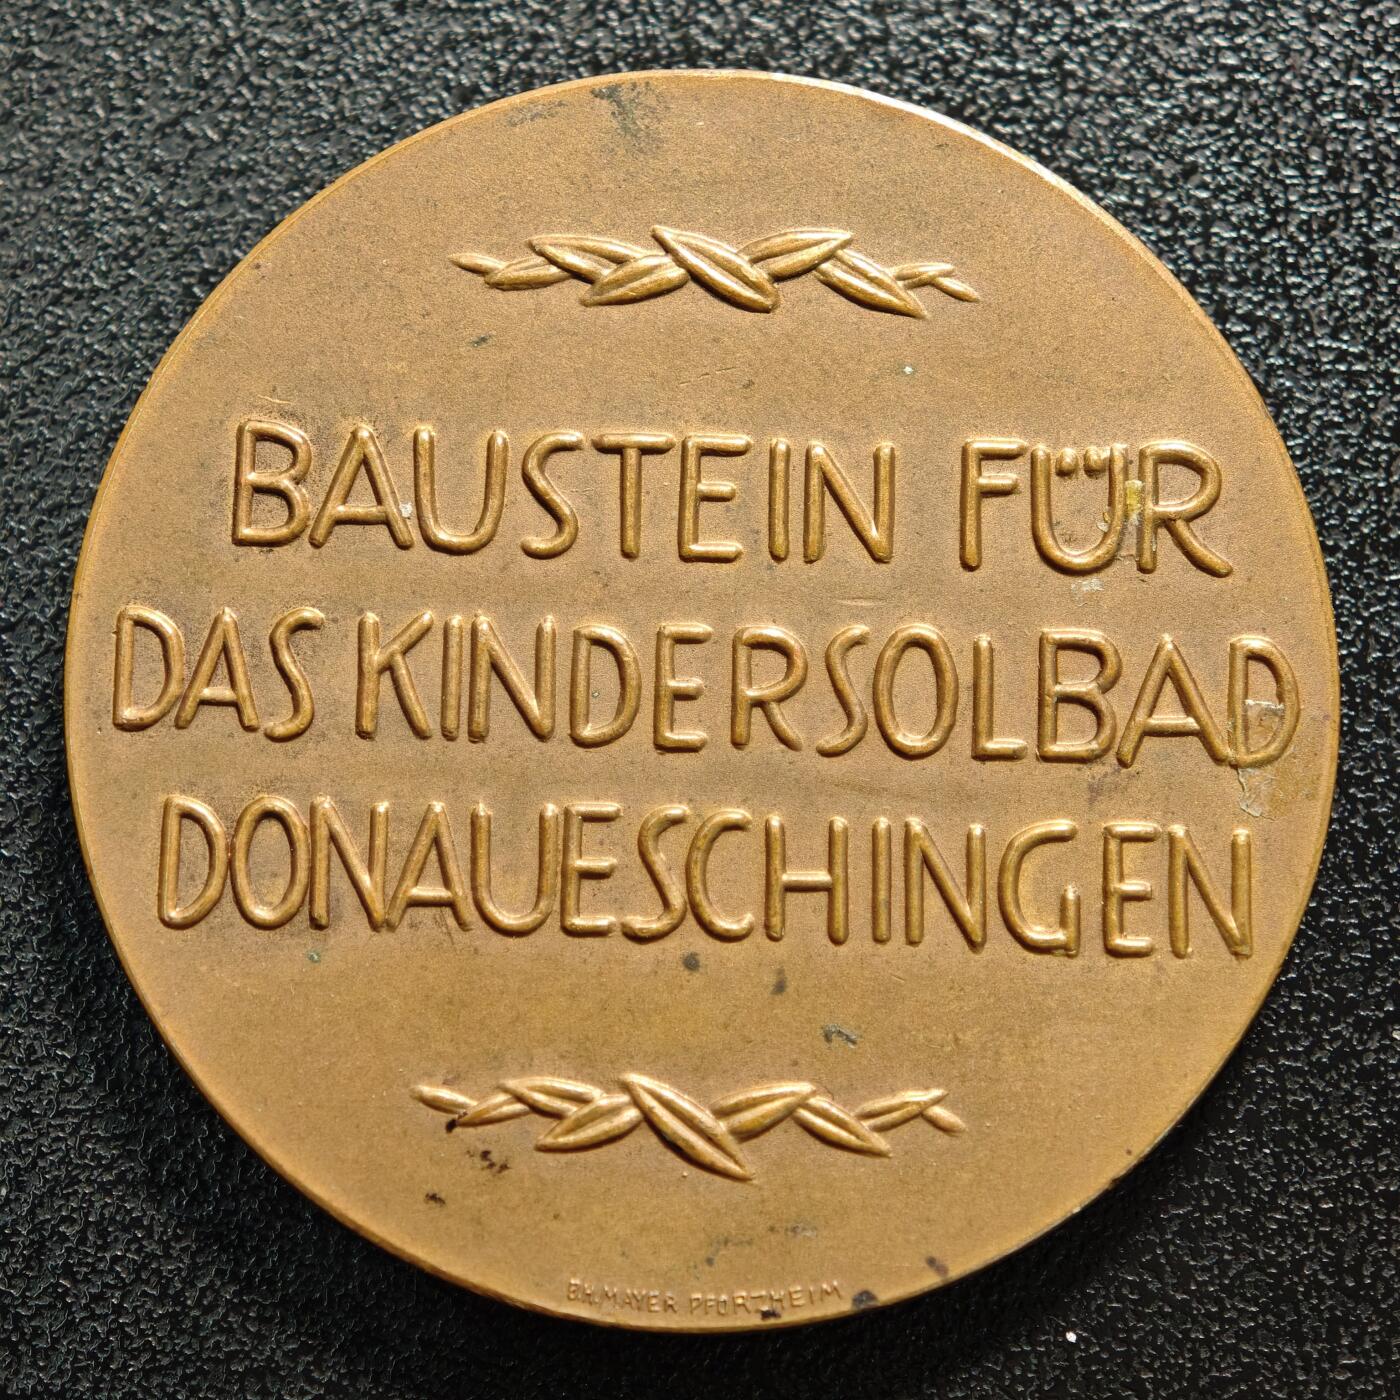 BAUSTEIN FÜR
DAS KINDERSOLBAD
DONAUESCHINGEN
B.H.MAYER PFORZHEIM